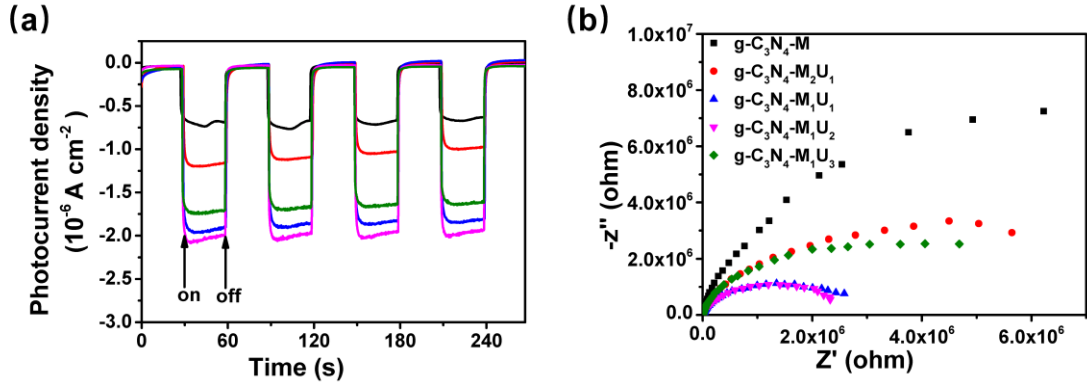 (a)
Photocurrent density
(10⁻⁶ A cm⁻²)
0.0
-0.5
-1.0
-1.5
-2.0
-2.5
-3.0
on
off
0
60
120
180
240
Time (s)
(b)
-z'' (ohm)
1.0x10⁷
8.0x10⁶
6.0x10⁶
4.0x10⁶
2.0x10⁶
0.0
g-C₃N₄-M
g-C₃N₄-M₂U₁
g-C₃N₄-M₁U₁
g-C₃N₄-M₁U₂
g-C₃N₄-M₁U₃
2.0x10⁶
4.0x10⁶
6.0x10⁶
Z' (ohm)